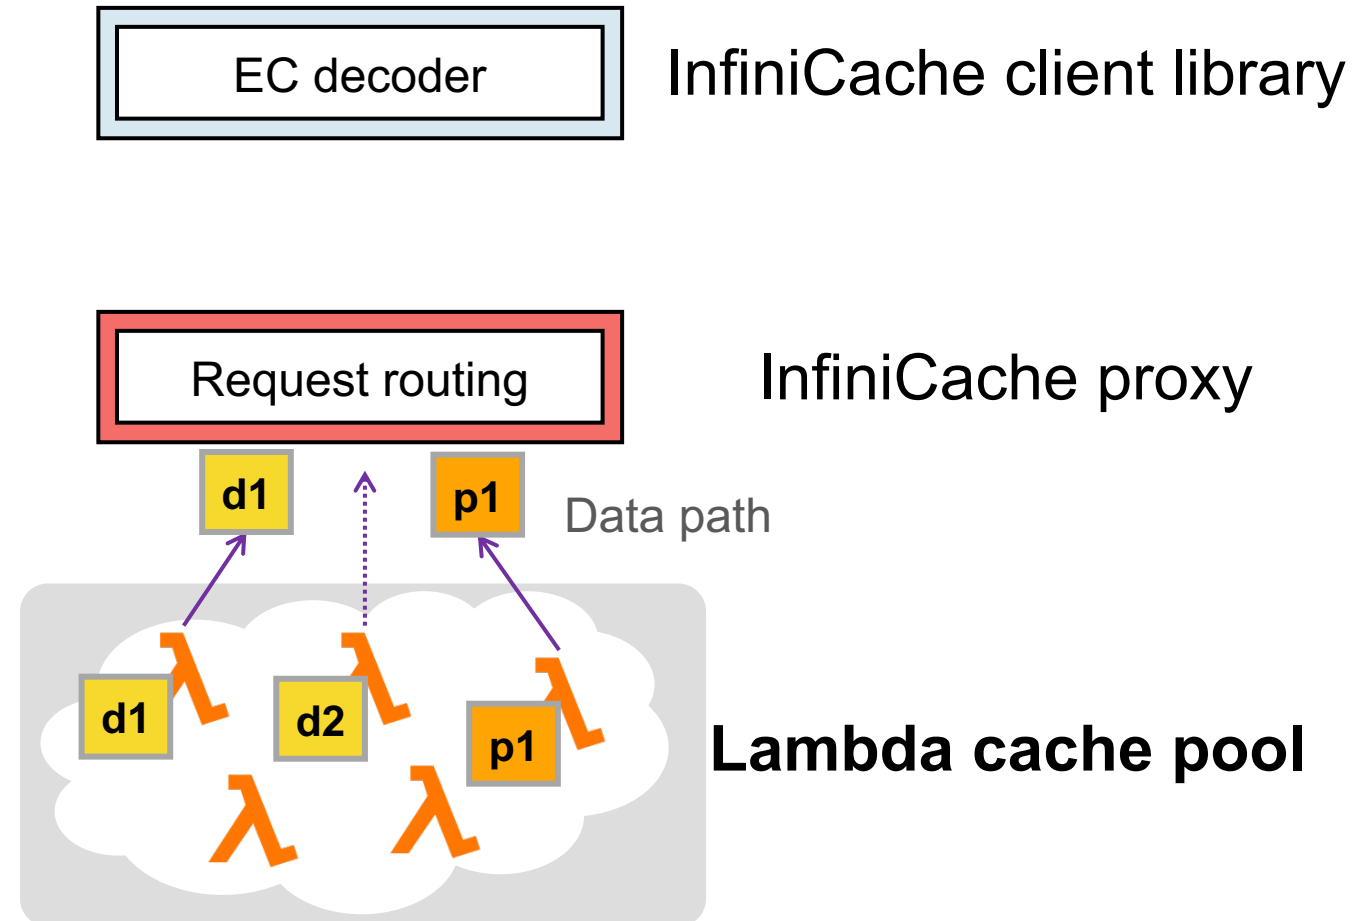 EC decoder
InfiniCache client library
Request routing
InfiniCache proxy
d1
p1
Data path
λ
λ
λ
d1
d2
p1
Lambda cache pool
λ
λ